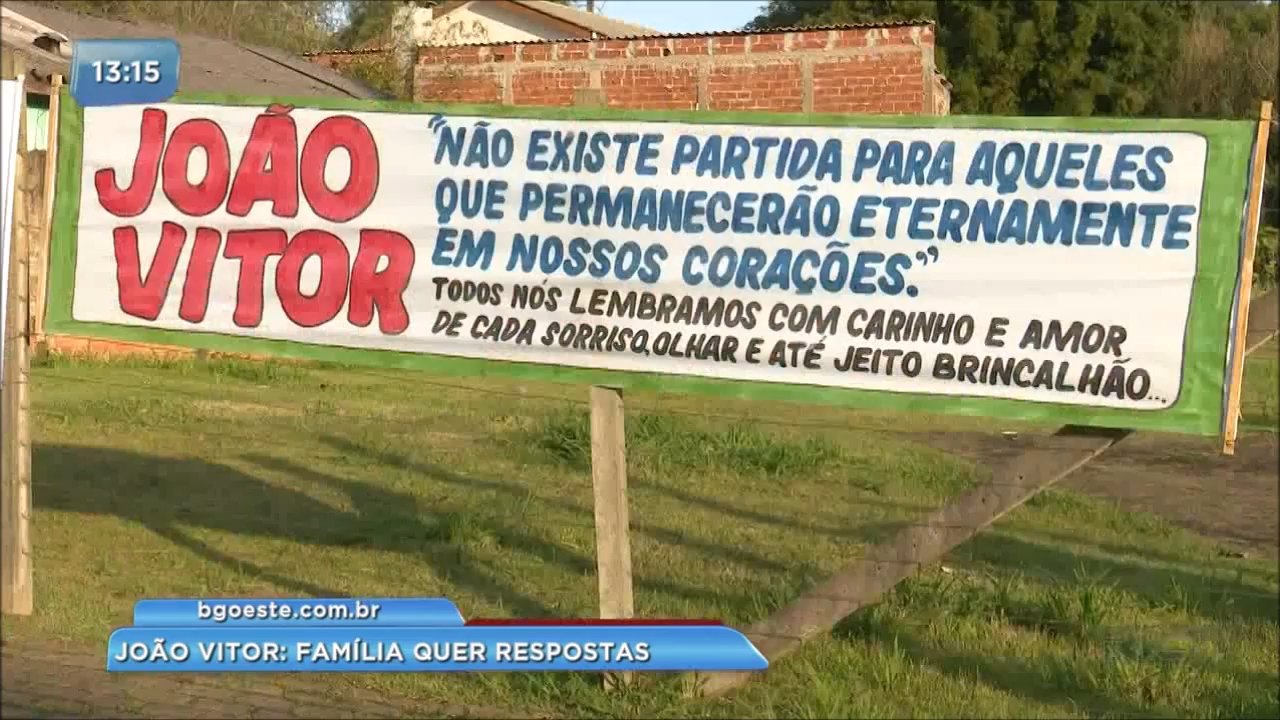 13:15
JOÃO
VITOR
"NÃO EXISTE PARTIDA PARA AQUELES
QUE PERMANECERÃO ETERNAMENTE
EM NOSSOS CORAÇÕES."
TODOS NÓS LEMBRAMOS COM CARINHO E AMOR
DE CADA SORRISO, OLHAR E ATÉ JEITO BRINCALHÃO...
bgoeste.com.br
JOÃO VITOR: FAMÍLIA QUER RESPOSTAS